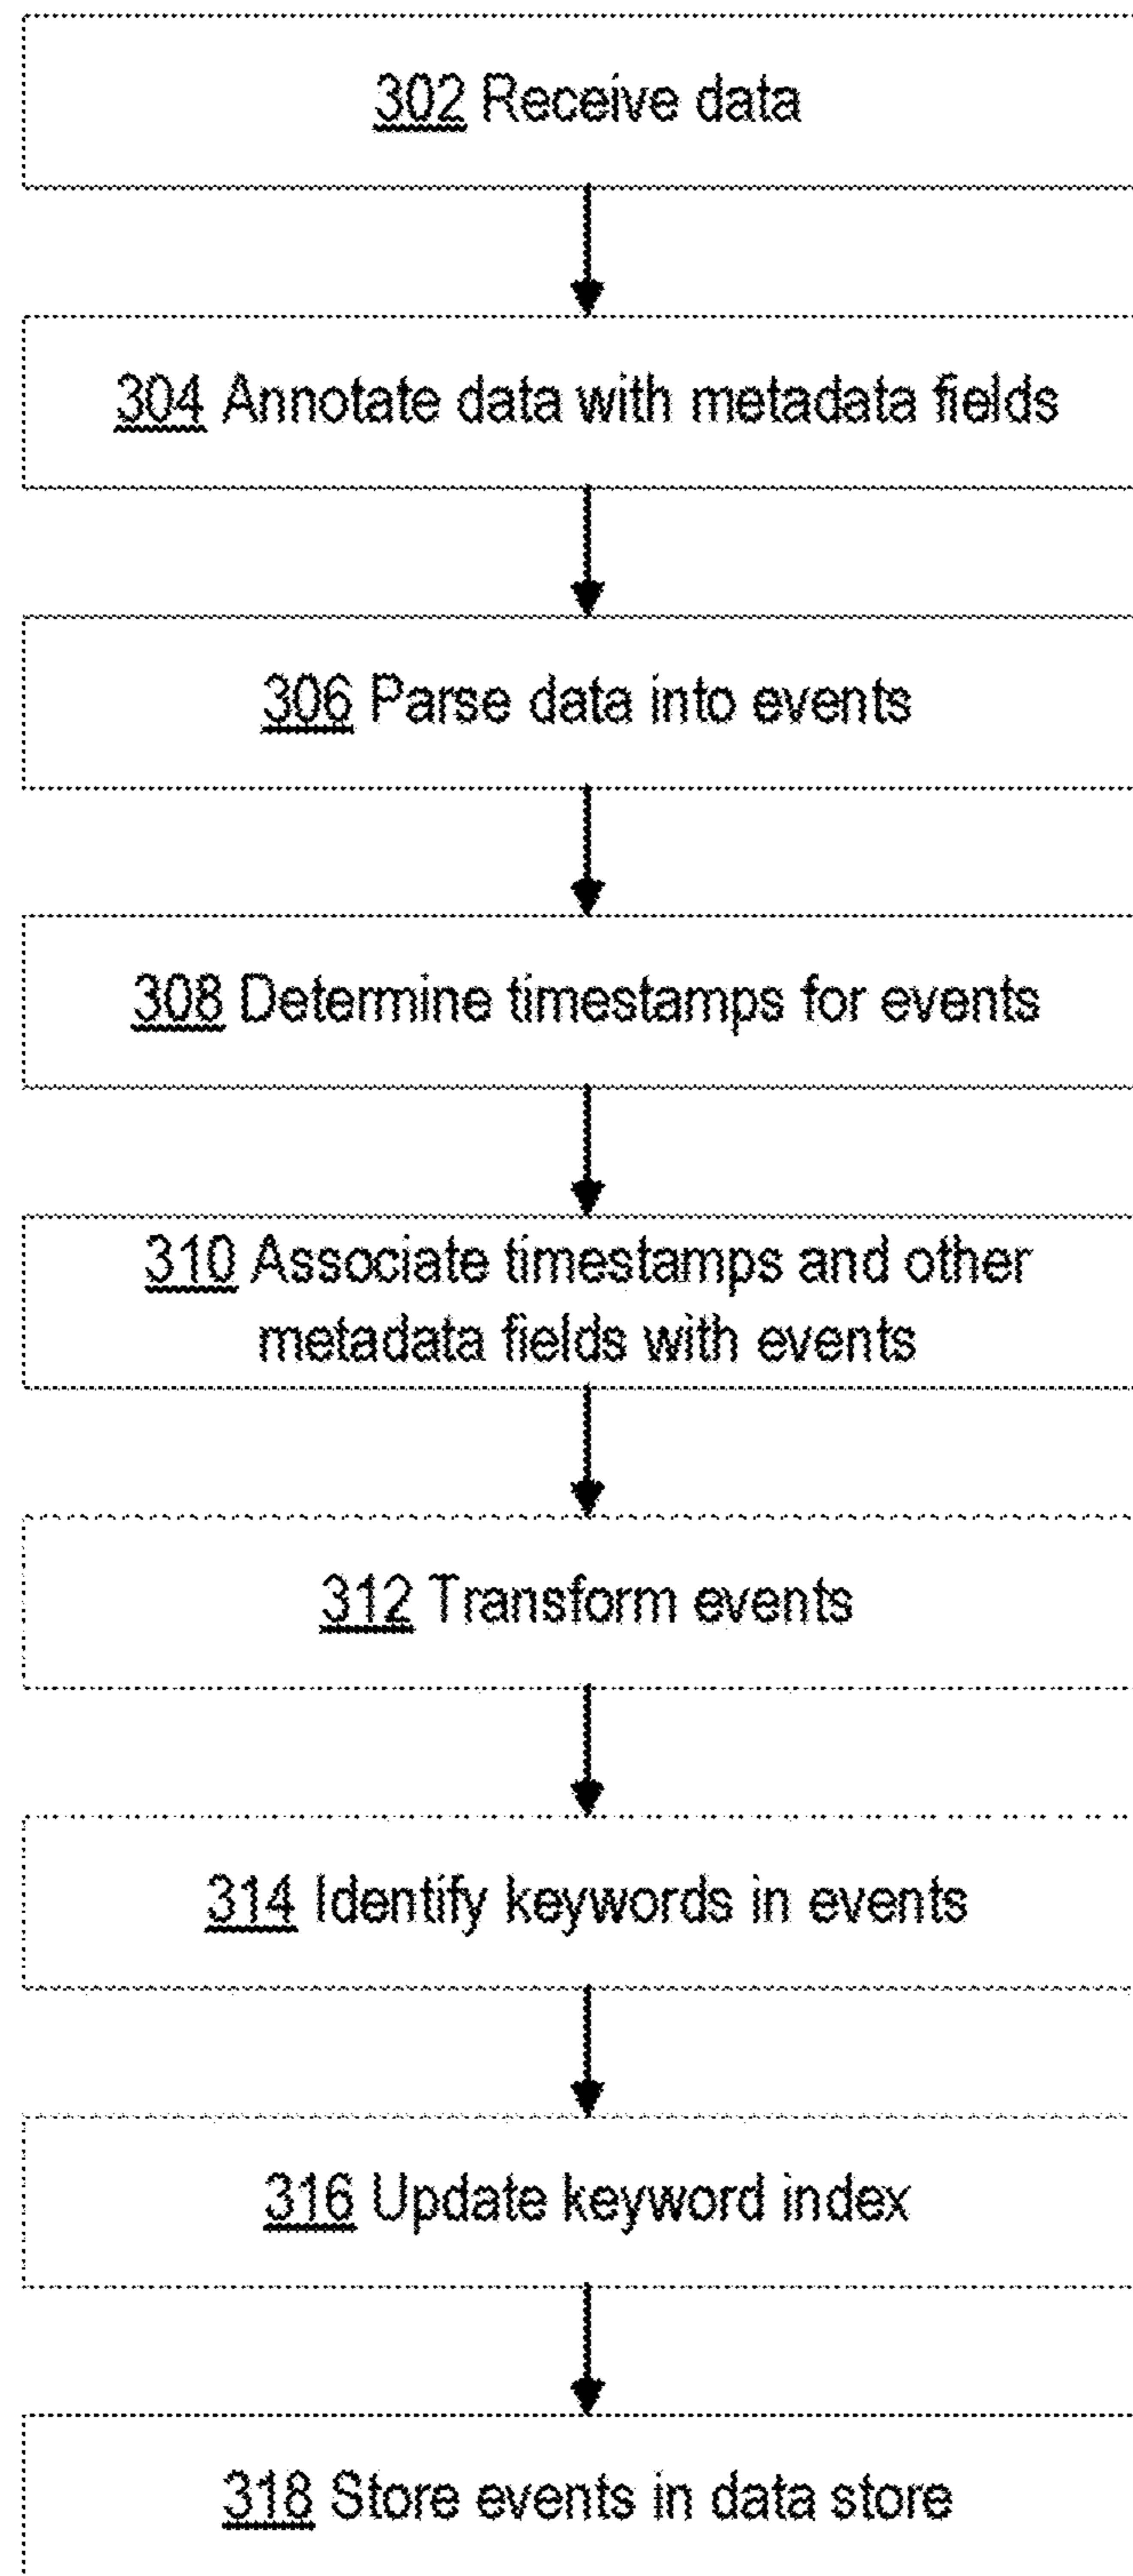 302 Receive data
304 Annotate data with metadata fields
306 Parse data into events
308 Determine timestamps for events
310 Associate timestamps and other
metadata fields with events
312 Transform events
314 Identify keywords in events
316 Update keyword index
318 Store events in data store